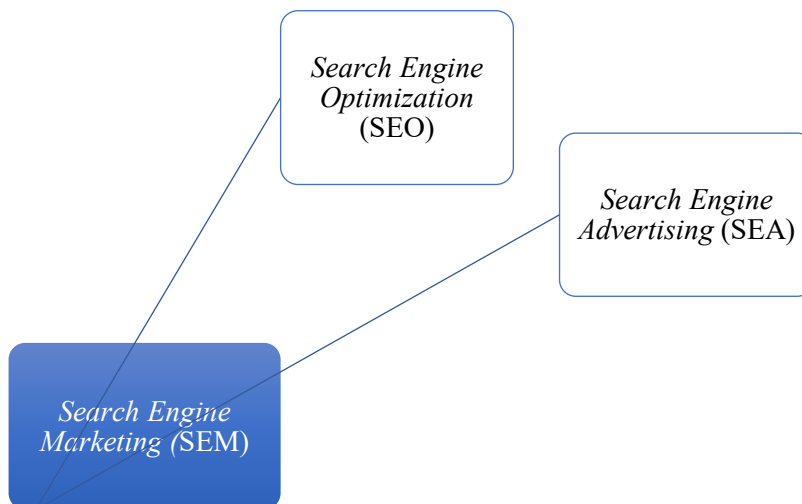 Search Engine
Optimization
(SEO)
Search Engine
Advertising (SEA)
Search Engine
Marketing (SEM)